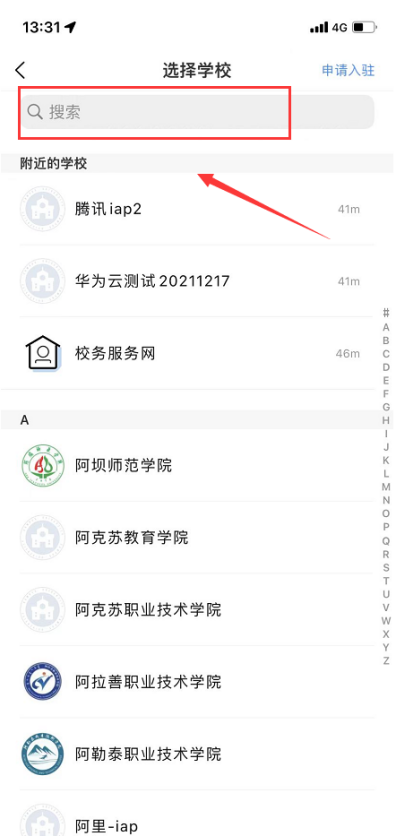 13:31 4G
选择学校 申请入驻
搜索
附近的学校
腾讯iap2 41m
华为云测试20211217 41m
校务服务网 46m
A
阿坝师范学院
阿克苏教育学院
阿克苏职业技术学院
阿拉善职业技术学院
阿勒泰职业技术学院
阿里-iap
#
A
B
C
D
E
F
G
H
I
J
K
L
M
N
O
P
Q
R
S
T
U
V
W
X
Y
Z